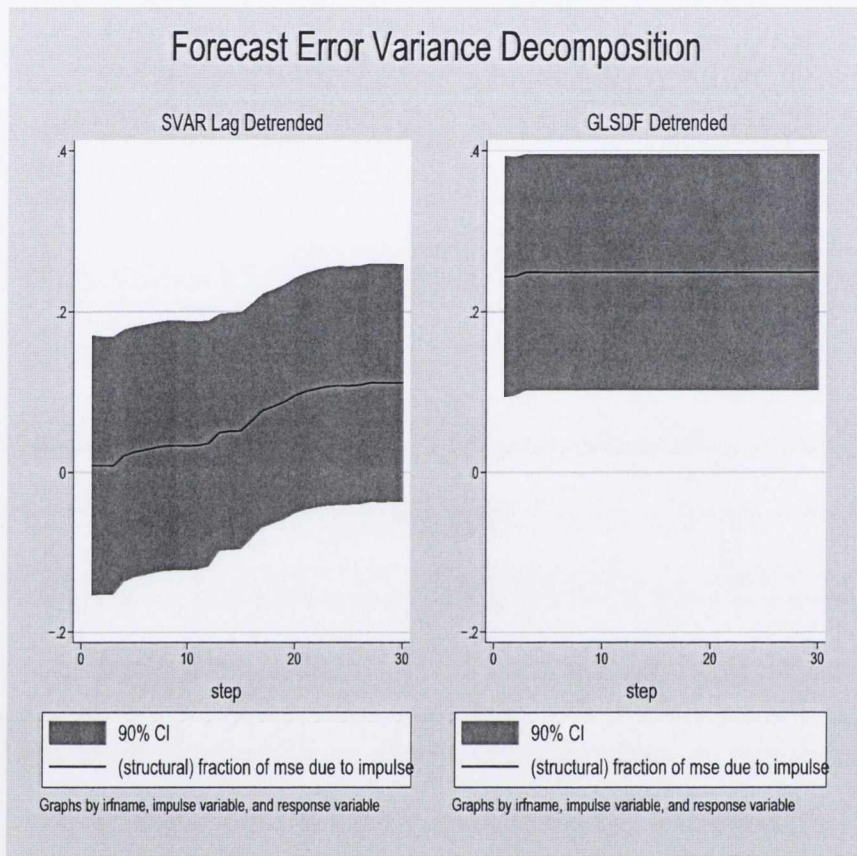 Forecast Error Variance Decomposition
SVAR Lag Detrended
.4
.2
0
-.2
0 10 20 30
step
90% CI
(structural) fraction of mse due to impulse
Graphs by irfname, impulse variable, and response variable
GLSDF Detrended
.4
.2
0
-.2
0 10 20 30
step
90% CI
(structural) fraction of mse due to impulse
Graphs by irfname, impulse variable, and response variable